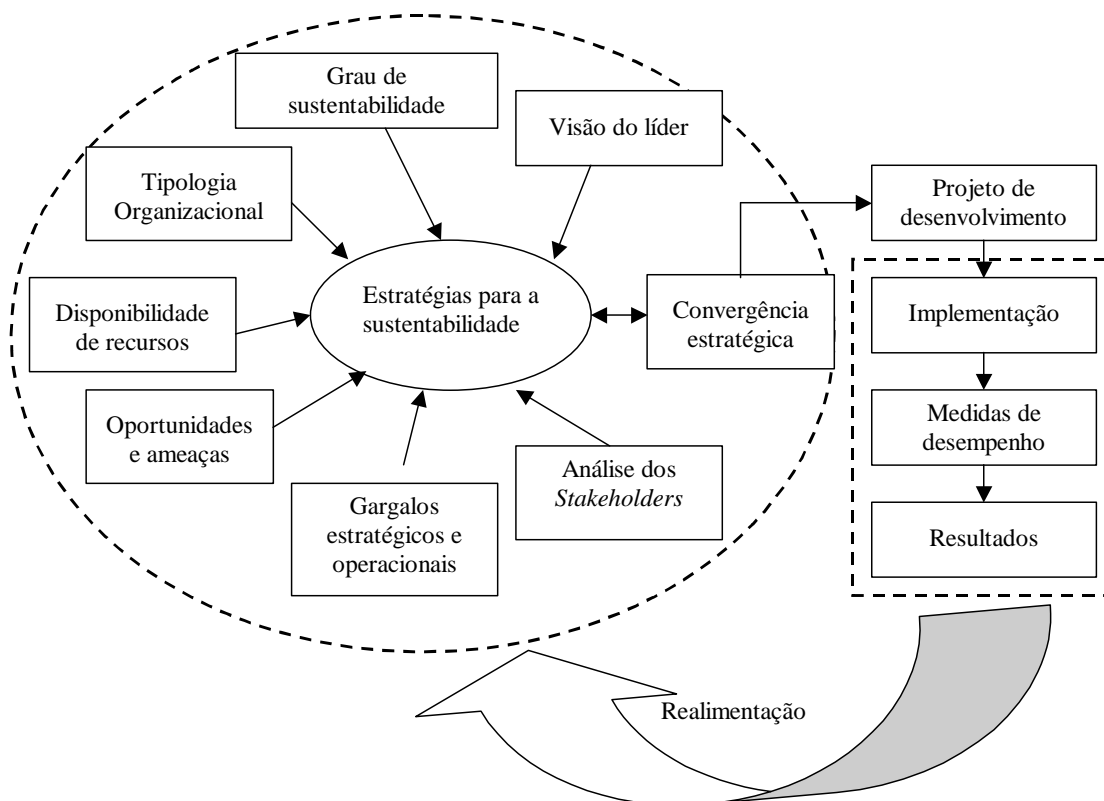 Grau de
sustentabilidade
Visão do líder
Tipologia
Organizacional
Projeto de
desenvolvimento
Estratégias para a
sustentabilidade
Convergência
estratégica
Implementação
Disponibilidade
de recursos
Oportunidades
e ameaças
Medidas de
desempenho
Análise dos
Stakeholders
Gargalos
estratégicos e
operacionais
Resultados
Realimentação